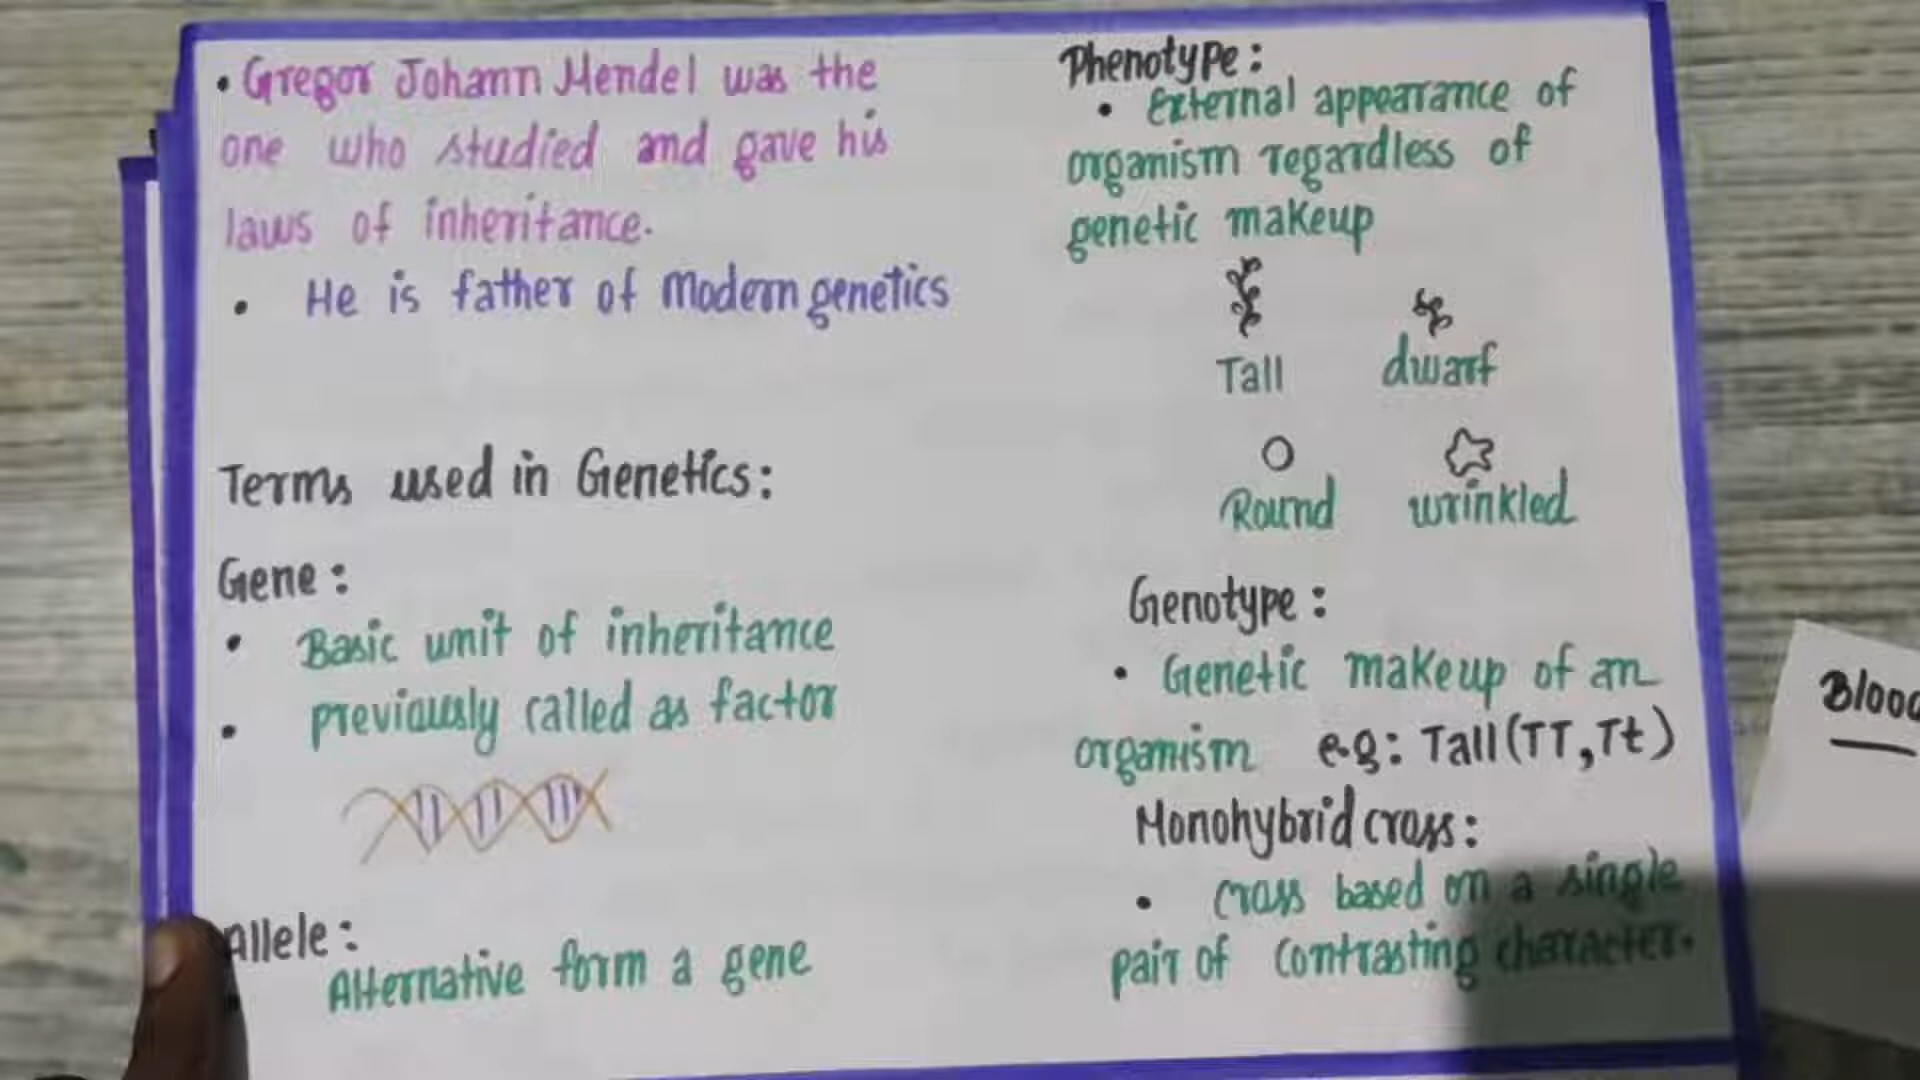 • Gregor Johann Mendel was the
one who studied and gave his
laws of inheritance.
• He is father of Modern genetics
Terms used in Genetics:
Gene:
• Basic unit of inheritance
• previously called as factor
Allele:
Alternative form a gene
Phenotype:
• External appearance of
organism regardless of
genetic makeup
Tall dwarf
Round wrinkled
Genotype:
• Genetic makeup of an
organism e.g: Tall (TT, Tt)
Monohybrid cross:
• cross based on a single
pair of contrasting character.
Blood